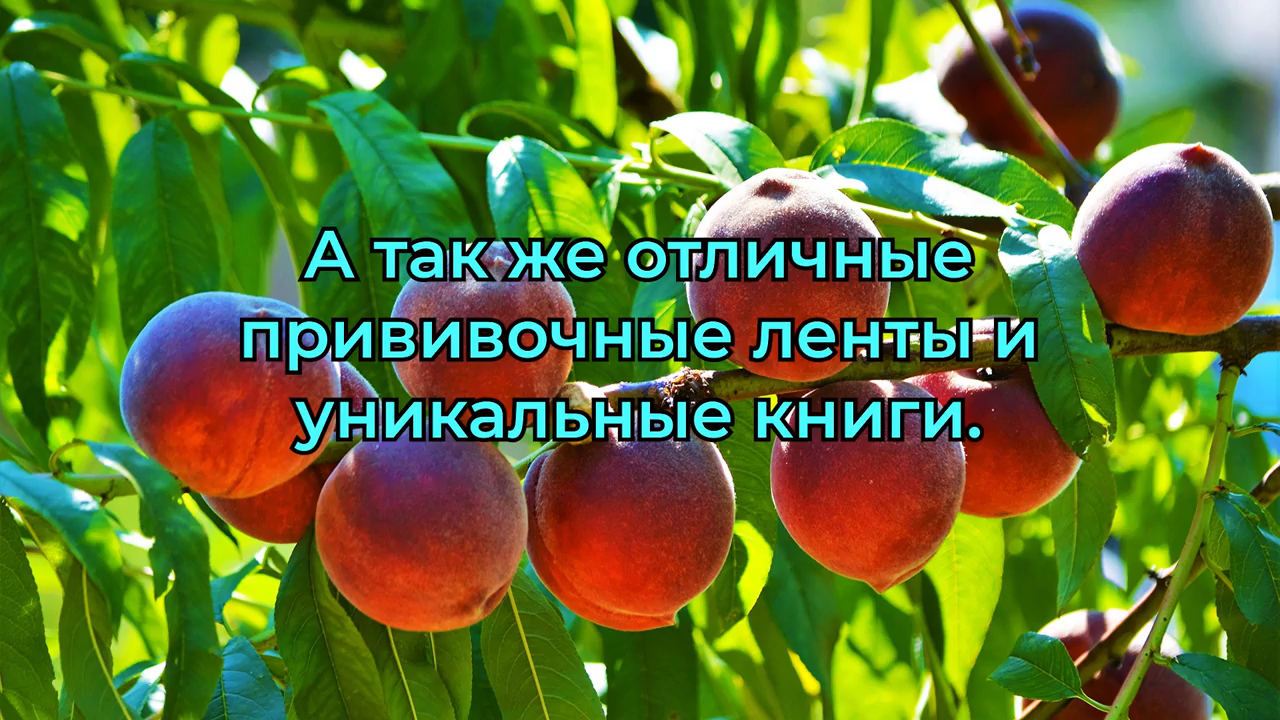 А так же отличные
прививочные ленты и
уникальные книги.